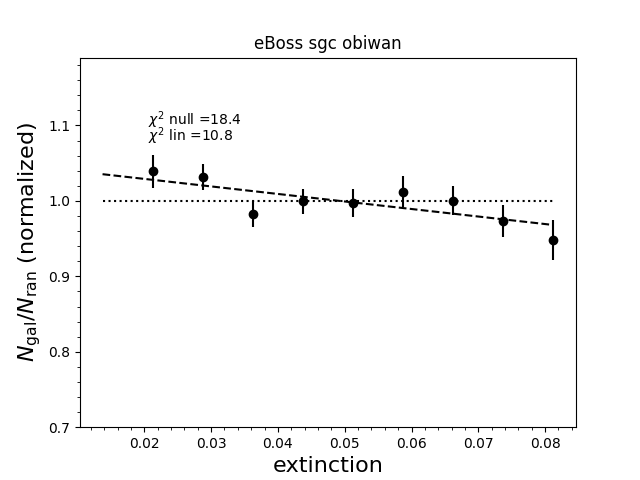 eBoss sgc obiwan
χ² null =18.4
χ² lin =10.8
1.1
1.0
0.9
0.8
0.7
N_gal/N_ran (normalized)
0.02 0.03 0.04 0.05 0.06 0.07 0.08
extinction